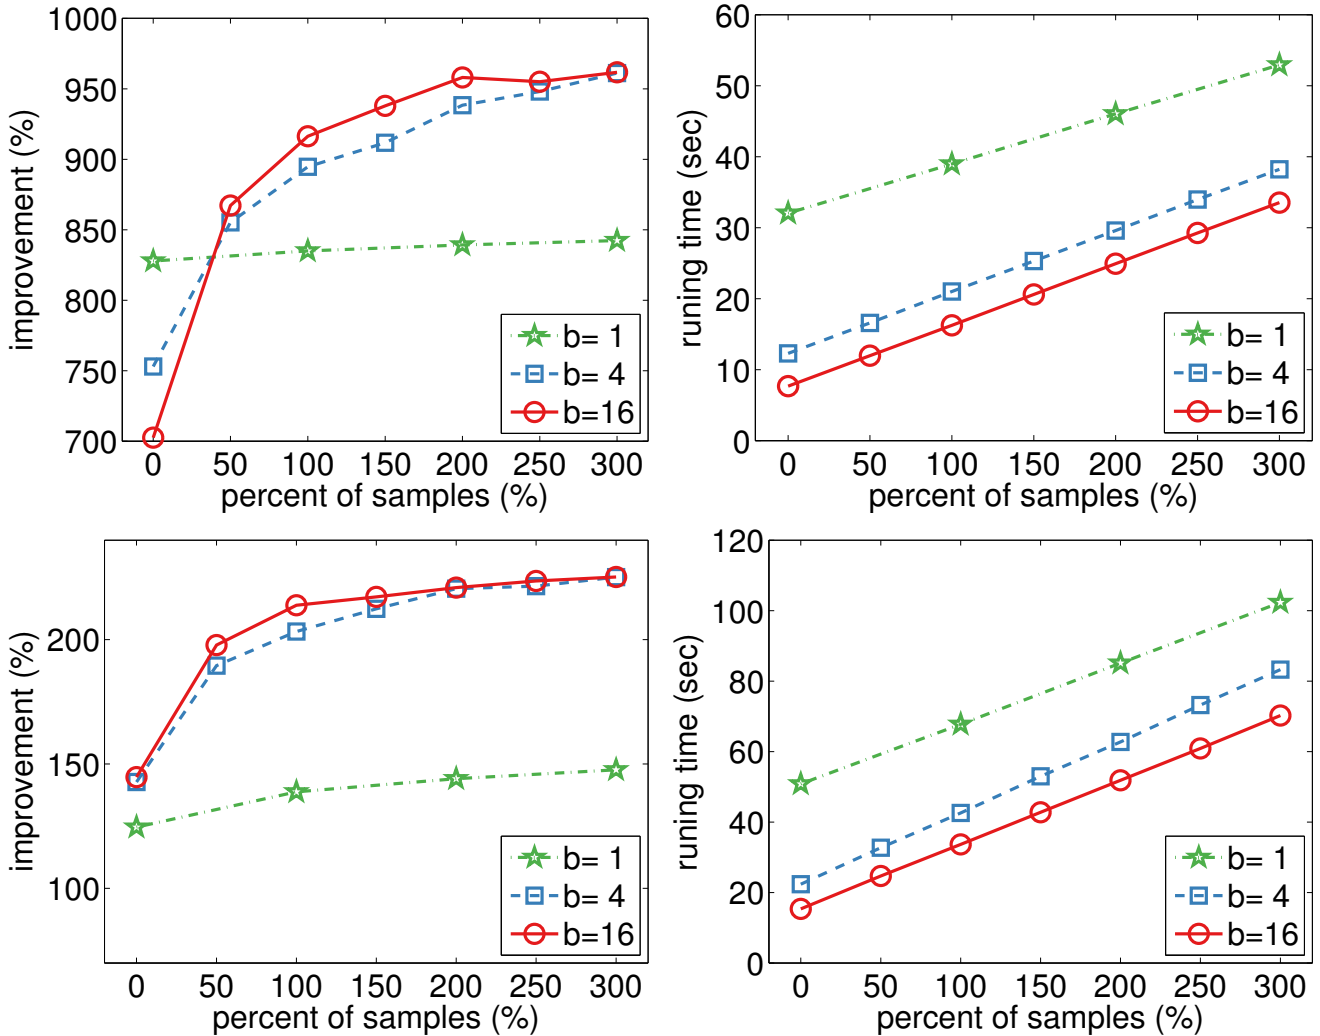 improvement (%)
1000
950
900
850
800
750
700
0 50 100 150 200 250 300
percent of samples (%)
b= 1
b= 4
b=16
runing time (sec)
60
50
40
30
20
10
0
0 50 100 150 200 250 300
percent of samples (%)
b= 1
b= 4
b=16
improvement (%)
200
150
100
0 50 100 150 200 250 300
percent of samples (%)
b= 1
b= 4
b=16
runing time (sec)
120
100
80
60
40
20
0
0 50 100 150 200 250 300
percent of samples (%)
b= 1
b= 4
b=16